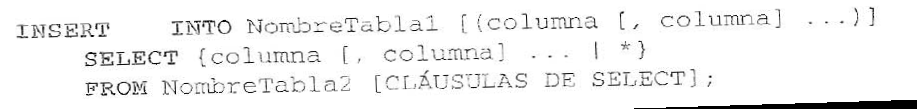 INSERT INTO NombreTabla1 [(columna [, columna] ...)]
SELECT {columna [, columna] ... | *}
FROM NombreTabla2 [CLÁUSULAS DE SELECT];